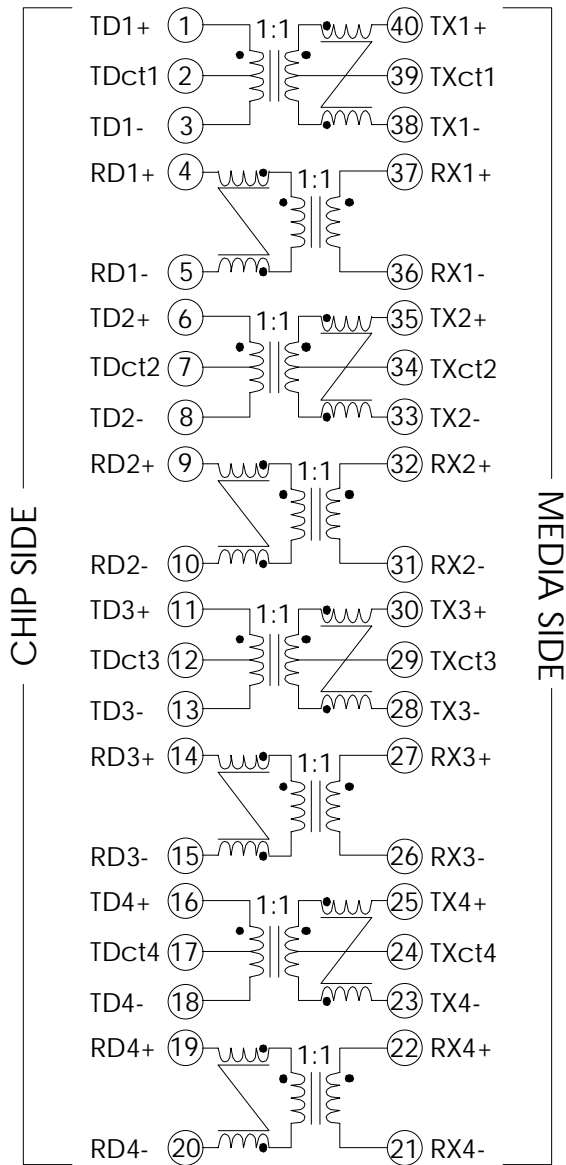 TD1+ 1 1:1 40 TX1+
TDct1 2 39 TXct1
TD1- 3 38 TX1-
RD1+ 4 1:1 37 RX1+
RD1- 5 36 RX1-
TD2+ 6 1:1 35 TX2+
TDct2 7 34 TXct2
TD2- 8 33 TX2-
RD2+ 9 1:1 32 RX2+
RD2- 10 31 RX2-
TD3+ 11 1:1 30 TX3+
TDct3 12 29 TXct3
TD3- 13 28 TX3-
RD3+ 14 1:1 27 RX3+
RD3- 15 26 RX3-
TD4+ 16 1:1 25 TX4+
TDct4 17 24 TXct4
TD4- 18 23 TX4-
RD4+ 19 1:1 22 RX4+
RD4- 20 21 RX4-
CHIP SIDE
MEDIA SIDE